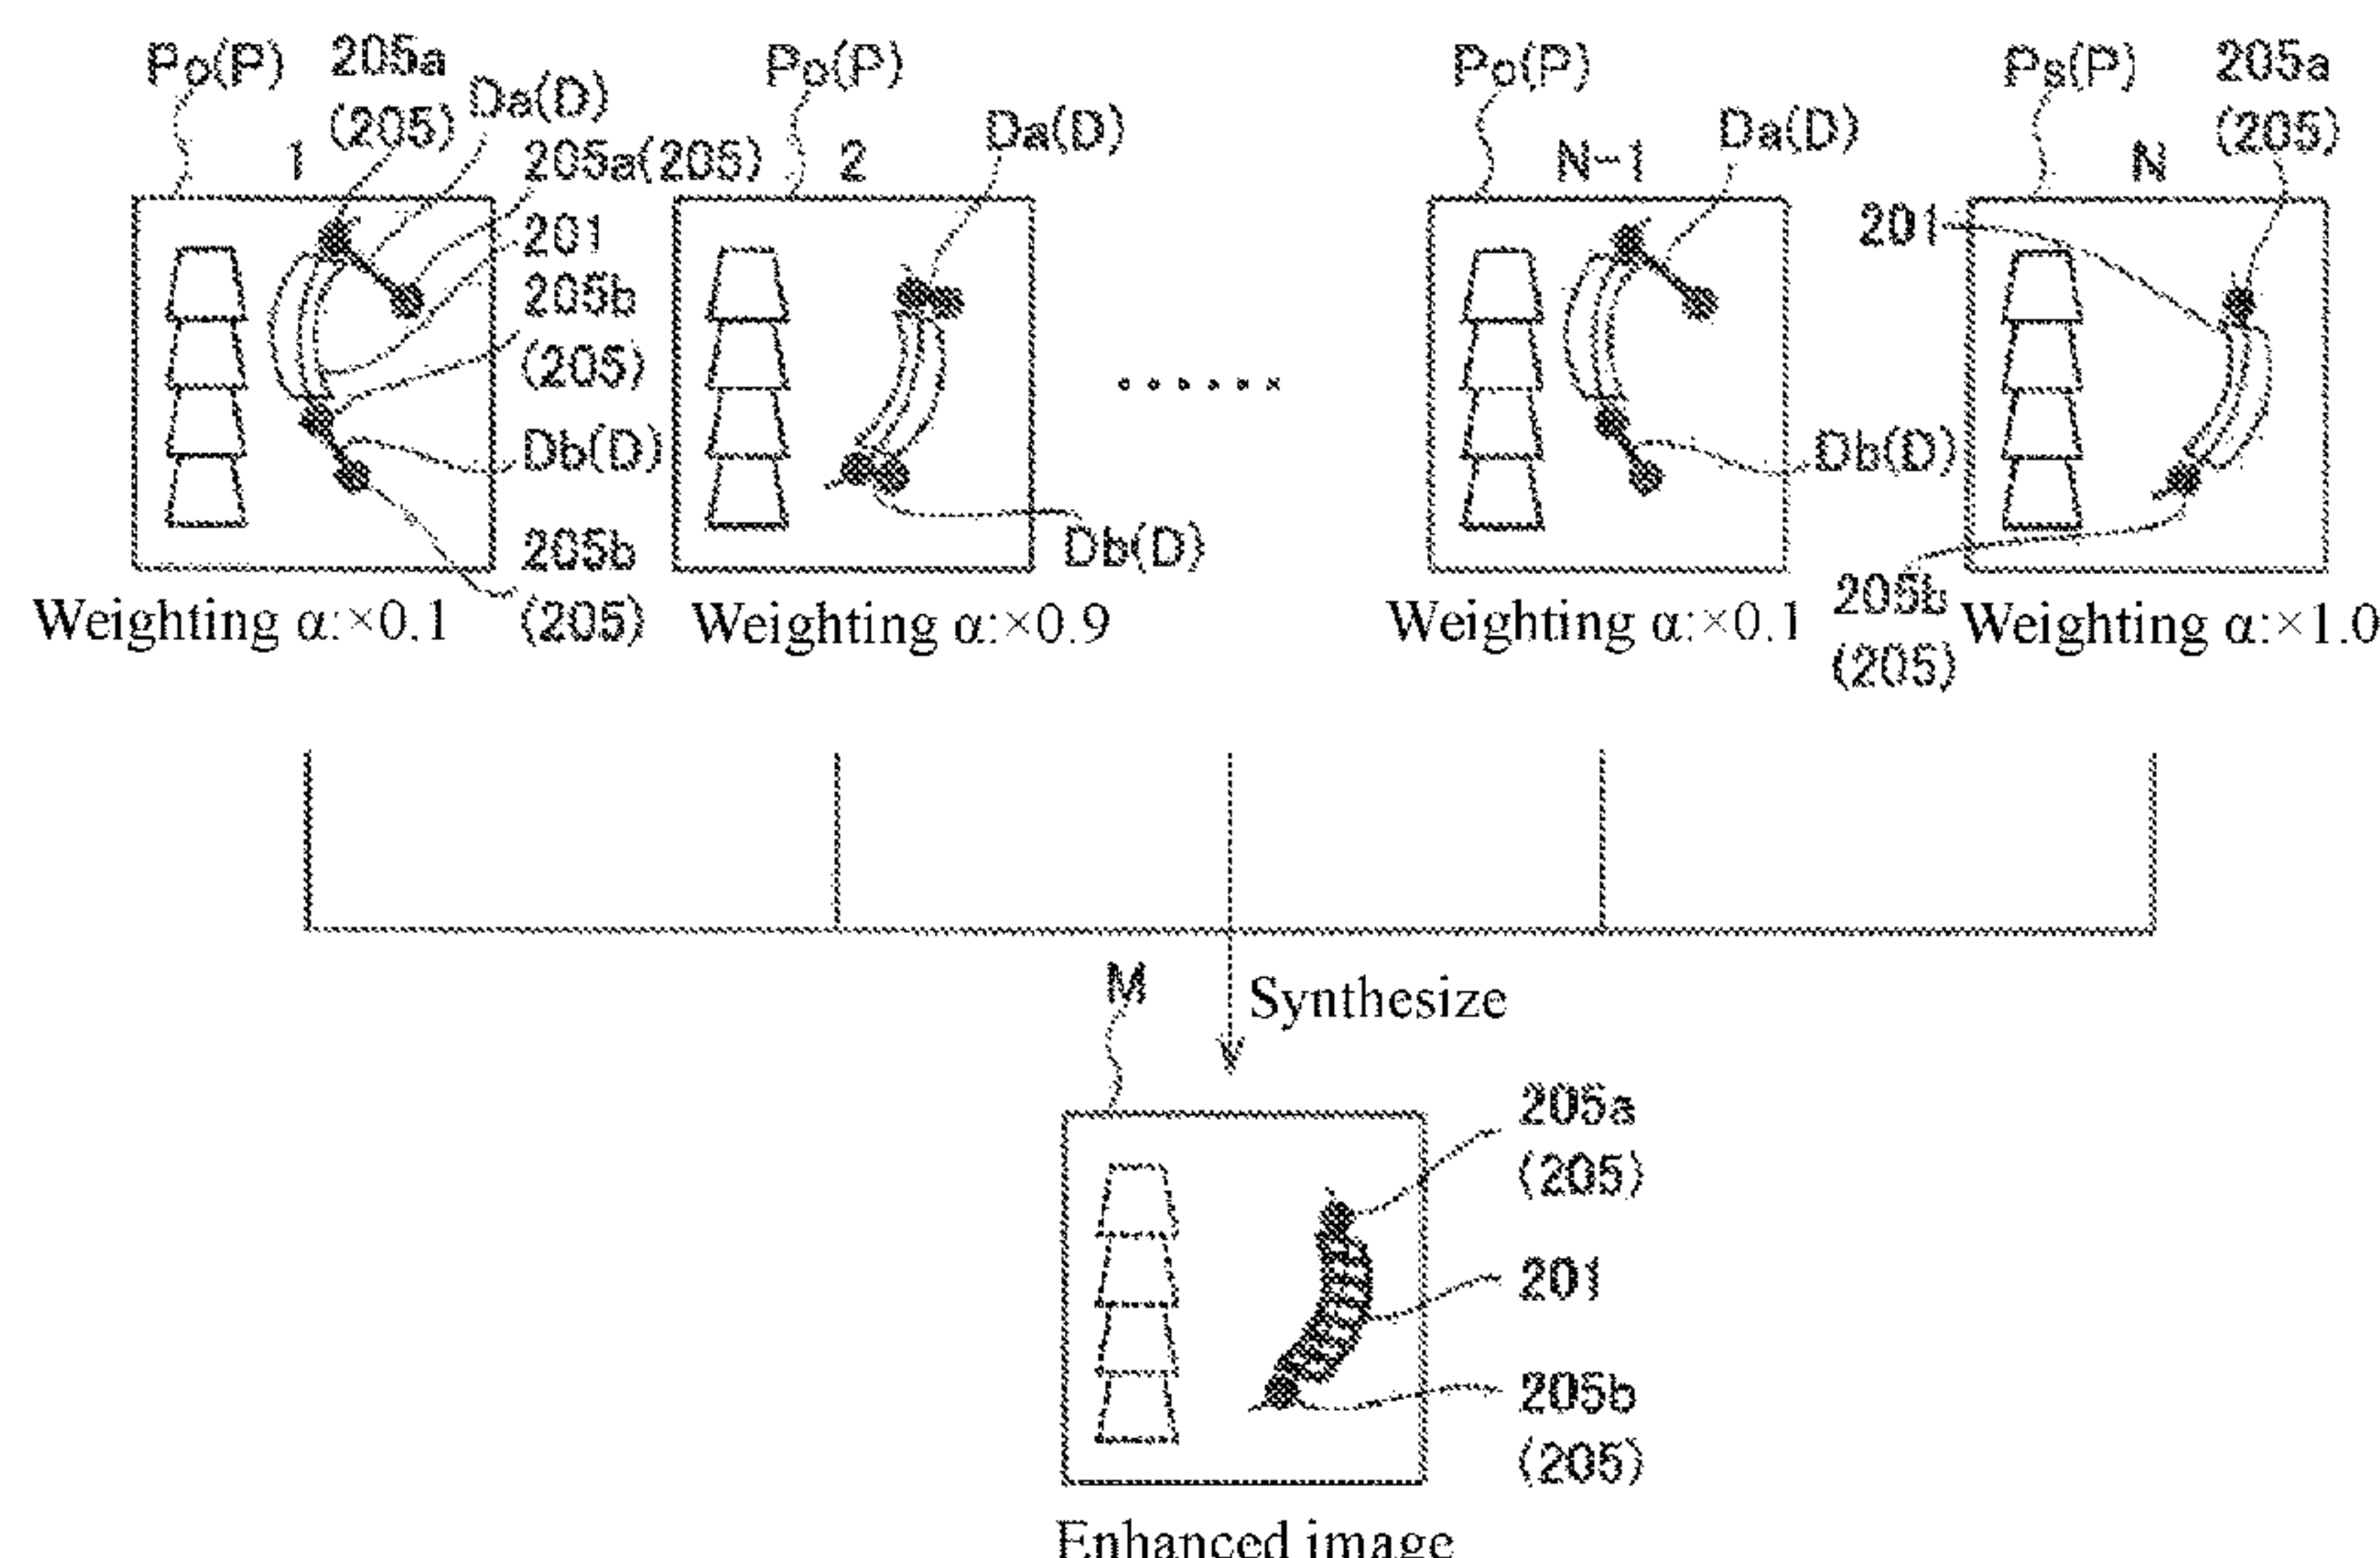 Po(P)
205a
(205)
Da(D)
1
205a(205)
201
205b
(205)
Db(D)
205b
(205)
Weighting α:×0.1
Po(P)
2
Da(D)
Db(D)
Weighting α:×0.9
······
Po(P)
N-1
Da(D)
Db(D)
Weighting α:×0.1
Ps(P)
N
205a
(205)
201
205b
(205)
Weighting α:×1.0
M
Synthesize
205a
(205)
201
205b
(205)
Enhanced image